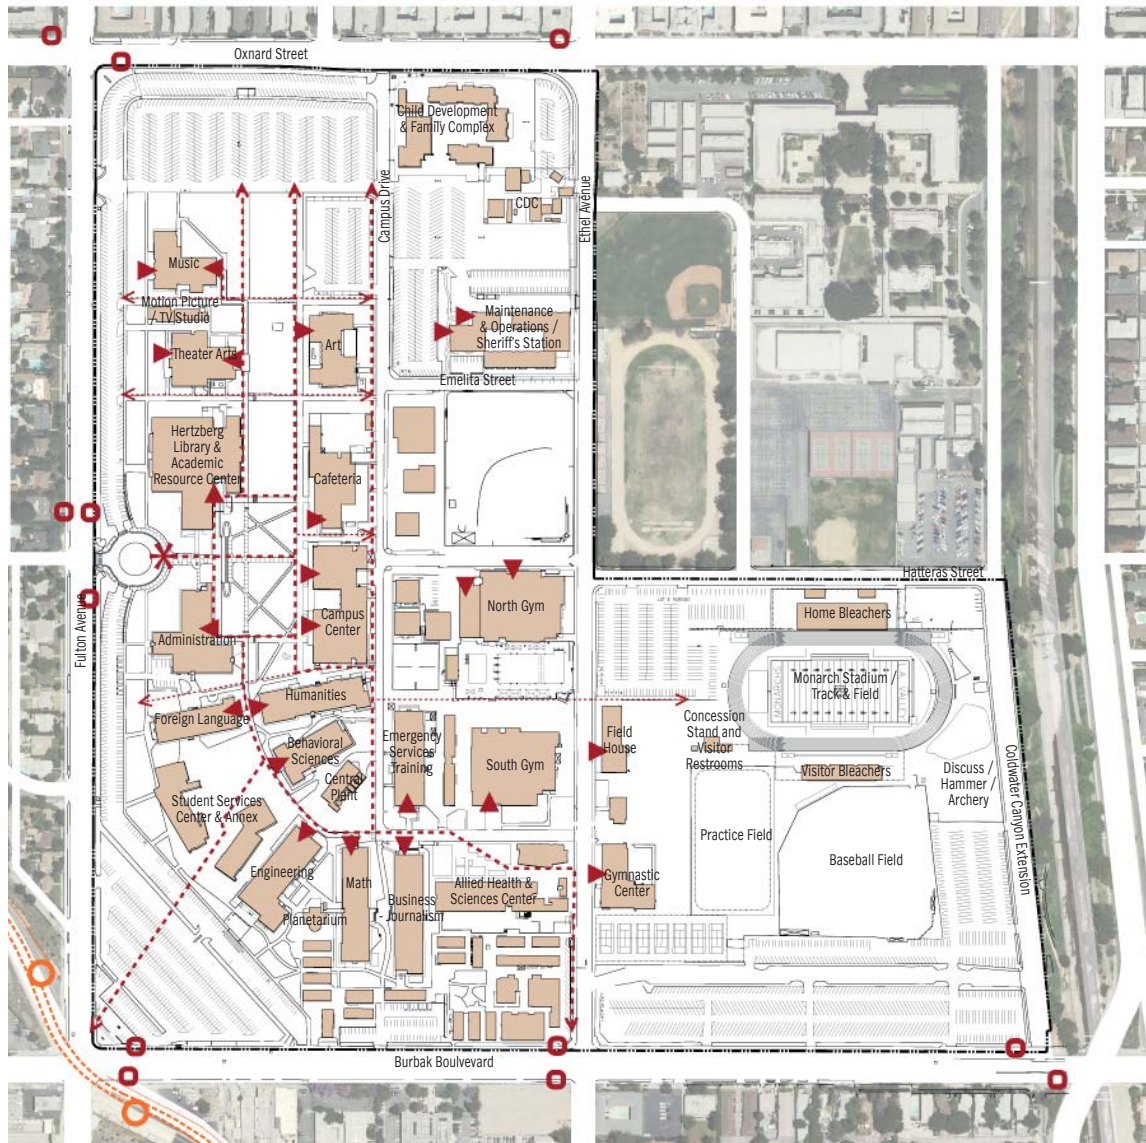 Oxnard Street
Child Development
& Family Complex
Campus Drive
CDC
Ethel Avenue
Music
Motion Picture
/ TV Studio
Theater Arts
Art
Maintenance
& Operations /
Sheriff's Station
Emelita Street
Hertzberg
Library &
Academic
Resource Center
Cafeteria
Hatteras Street
Fulton Avenue
Administration
Campus
Center
North Gym
Home Bleachers
Monarch Stadium /
Track & Field
MONARCHS
Humanities
Foreign Language
Behavioral
Sciences
Central
Plant
Emergency
Services
Training
South Gym
Field
House
Concession
Stand and
Visitor
Restrooms
Visitor Bleachers
Discuss /
Hammer /
Archery
Coldwater Canyon Extension
Student Services
Center & Annex
Practice Field
Baseball Field
Engineering
Math
Planetarium
Business
- Journalism
Allied Health &
Sciences Center
Gymnastic
Center
Burbak Boulvevard